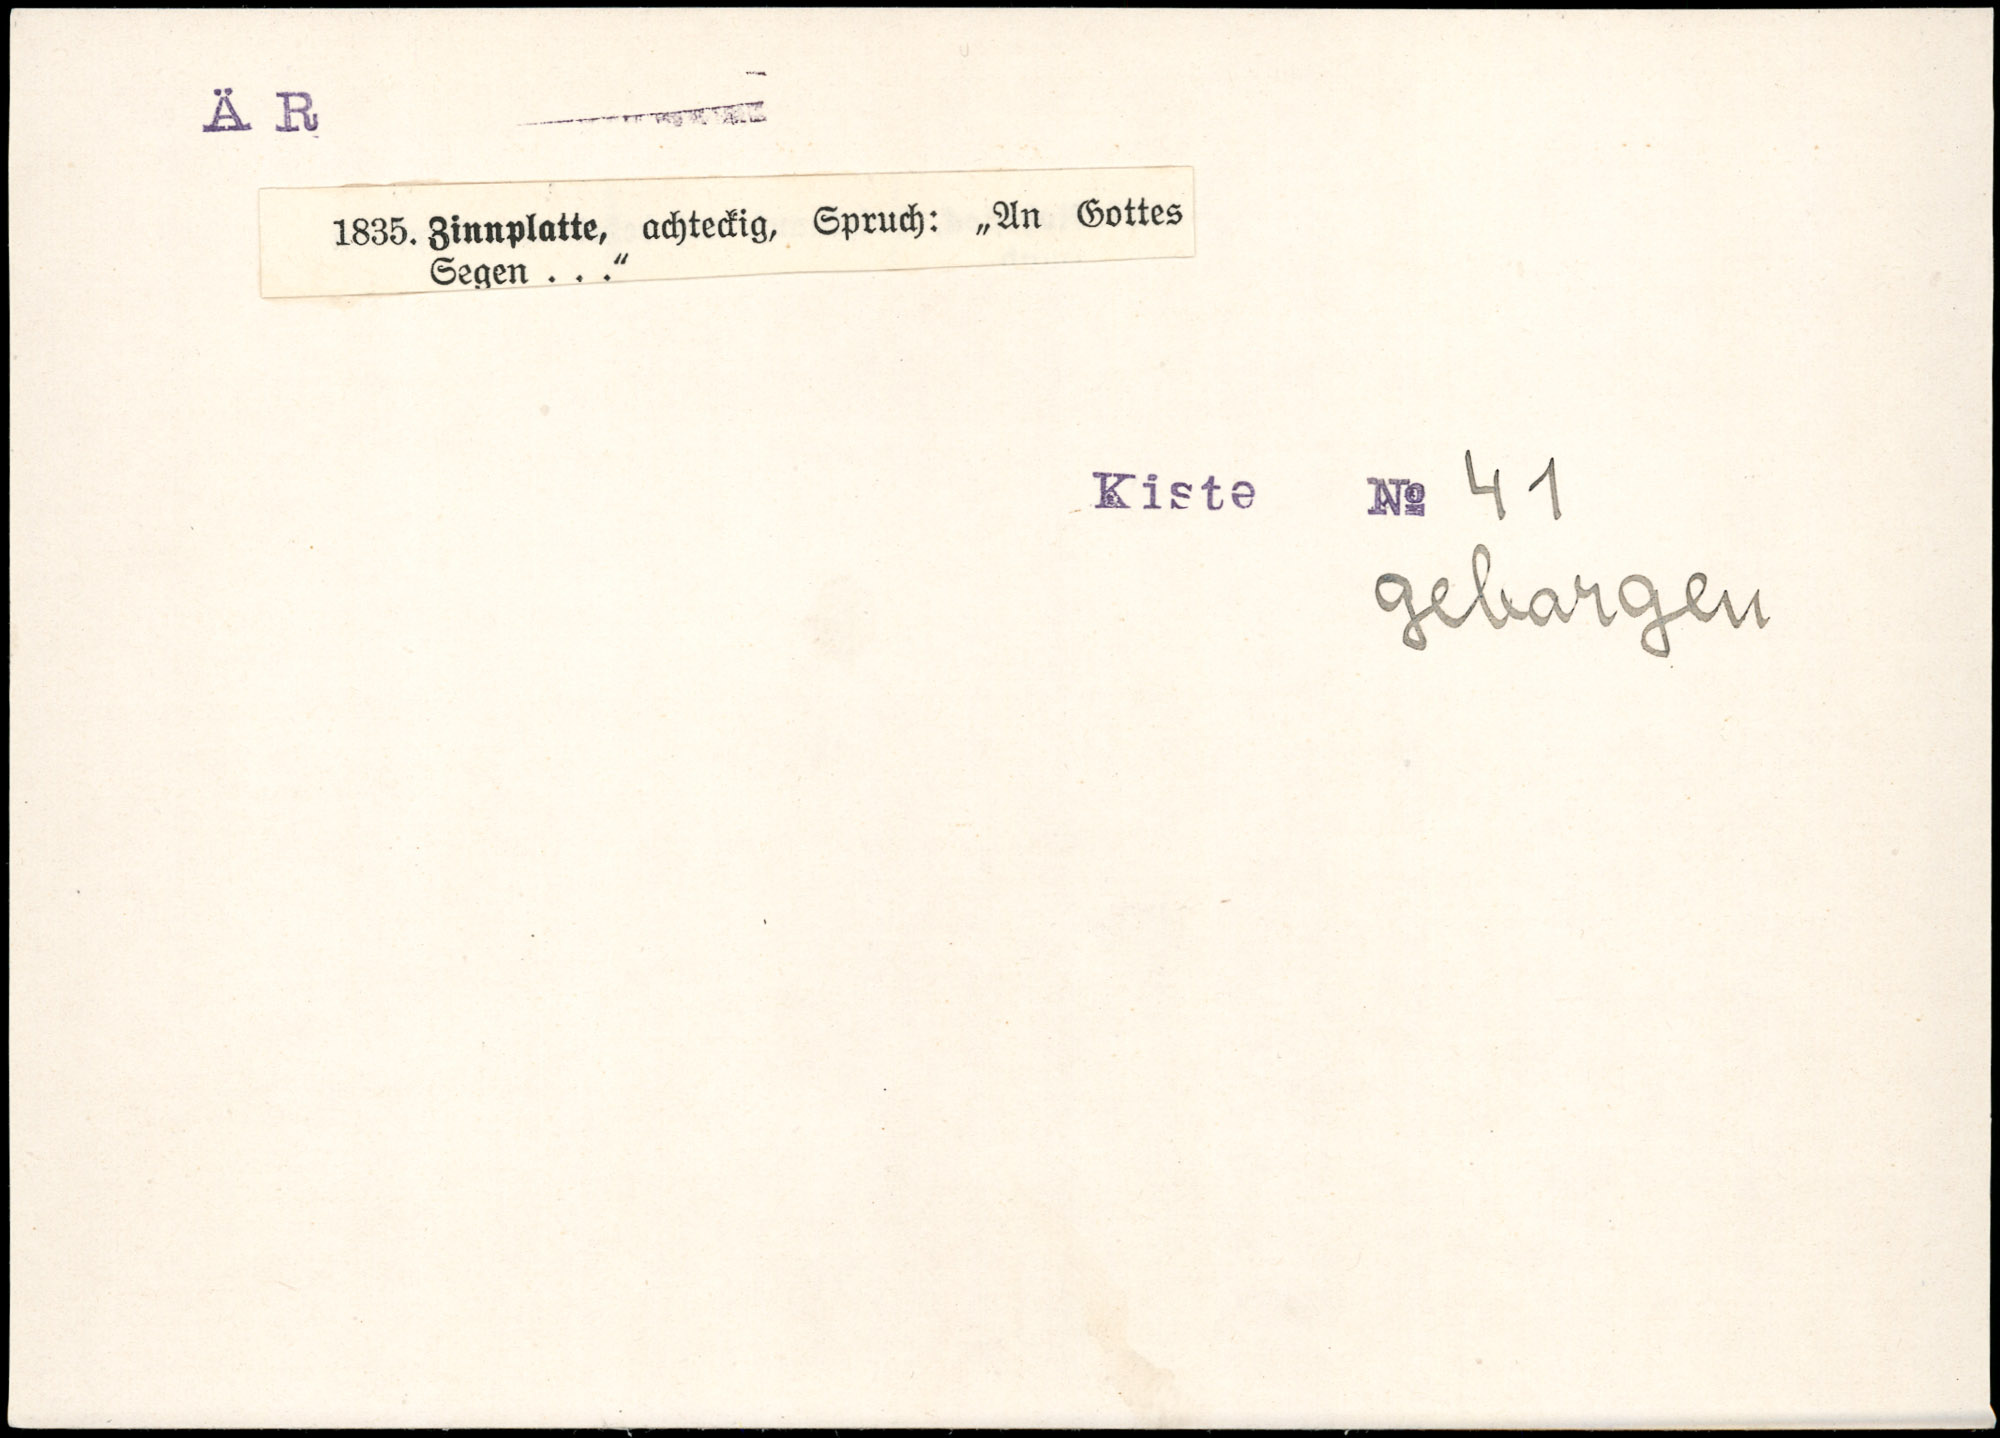 Ä R
1835. Zinnplatte, achteckig, Spruch: „An Gottes
Segen . . .“
Kiste № 41
geborgen